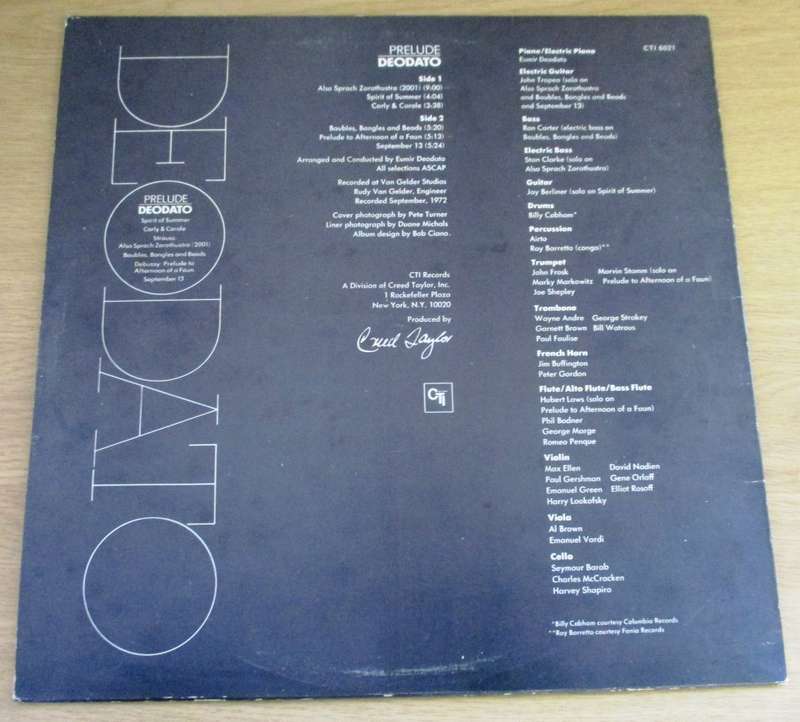 DEODATO
PRELUDE
DEODATO
Spirit of Summer
Carly & Carole
Strauss:
Also Sprach Zarathustra (2001)
Baubles, Bangles and Beads
Debussy: Prelude to
Afternoon of a Faun
September 13
PRELUDE
DEODATO
Side 1
Also Sprach Zarathustra (2001) (9:00)
Spirit of Summer (4:04)
Carly & Carole (3:38)
Side 2
Baubles, Bangles and Beads (5:20)
Prelude to Afternoon of a Faun (5:13)
September 13 (5:24)
Arranged and Conducted by Eumir Deodato
All selections ASCAP
Recorded at Van Gelder Studios
Rudy Van Gelder, Engineer
Recorded September, 1972
Cover photograph by Pete Turner
Liner photograph by Duane Michals
Album design by Bob Ciano.
CTI Records
A Division of Creed Taylor, Inc.
1 Rockefeller Plaza
New York, N.Y. 10020
Produced by
Creed Taylor
CTI
CTI 6021
Piano/Electric Piano
Eumir Deodato
Electric Guitar
John Tropea (solo on
Also Sprach Zarathustra
and Baubles, Bangles and Beads
and September 13)
Bass
Ron Carter (electric bass on
Baubles, Bangles and Beads)
Electric Bass
Stan Clarke (solo on
Also Sprach Zarathustra)
Guitar
Jay Berliner (solo on Spirit of Summer)
Drums
Billy Cobham*
Percussion
Airto
Ray Barretto (conga)**
Trumpet
John Frosk Marvin Stamm (solo on
Marky Markowitz Prelude to Afternoon of a Faun)
Joe Shepley
Trombone
Wayne Andre George Strakey
Garnett Brown Bill Watrous
Paul Faulise
French Horn
Jim Buffington
Peter Gordon
Flute/Alto Flute/Bass Flute
Hubert Laws (solo on
Prelude to Afternoon of a Faun)
Phil Bodner
George Marge
Romeo Penque
Violin
Max Ellen David Nadien
Paul Gershman Gene Orloff
Emanuel Green Elliot Rosoff
Harry Lookofsky
Viola
Al Brown
Emanuel Vardi
Cello
Seymour Barab
Charles McCracken
Harvey Shapiro
*Billy Cobham courtesy Columbia Records
**Ray Barretto courtesy Fania Records